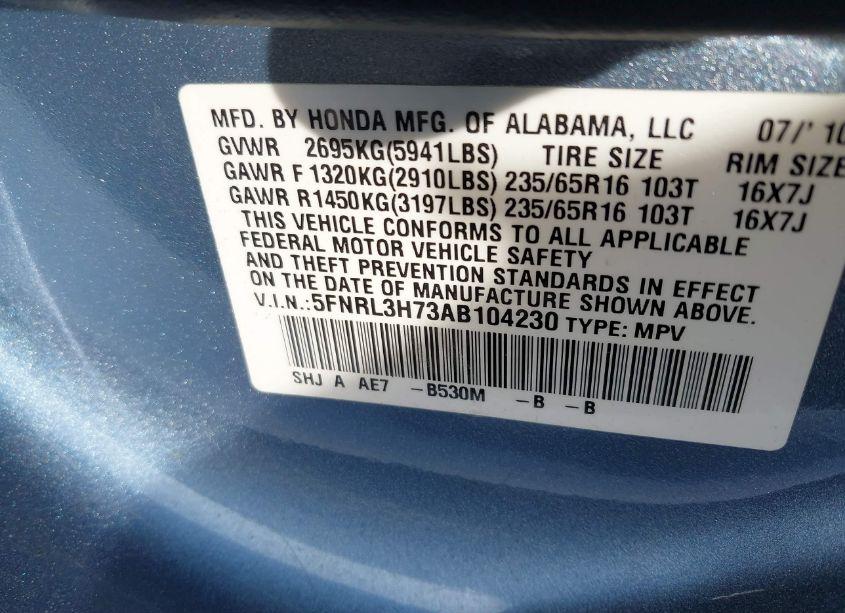 MFD. BY HONDA MFG. OF ALABAMA, LLC 07/'10
GVWR 2695KG(5941LBS) TIRE SIZE RIM SIZE
GAWR F 1320KG(2910LBS) 235/65R16 103T 16X7J
GAWR R1450KG(3197LBS) 235/65R16 103T 16X7J
THIS VEHICLE CONFORMS TO ALL APPLICABLE
FEDERAL MOTOR VEHICLE SAFETY
AND THEFT PREVENTION STANDARDS IN EFFECT
ON THE DATE OF MANUFACTURE SHOWN ABOVE.
V.I.N.:5FNRL3H73AB104230 TYPE: MPV
SHJ A AE7 -B530M -B -B